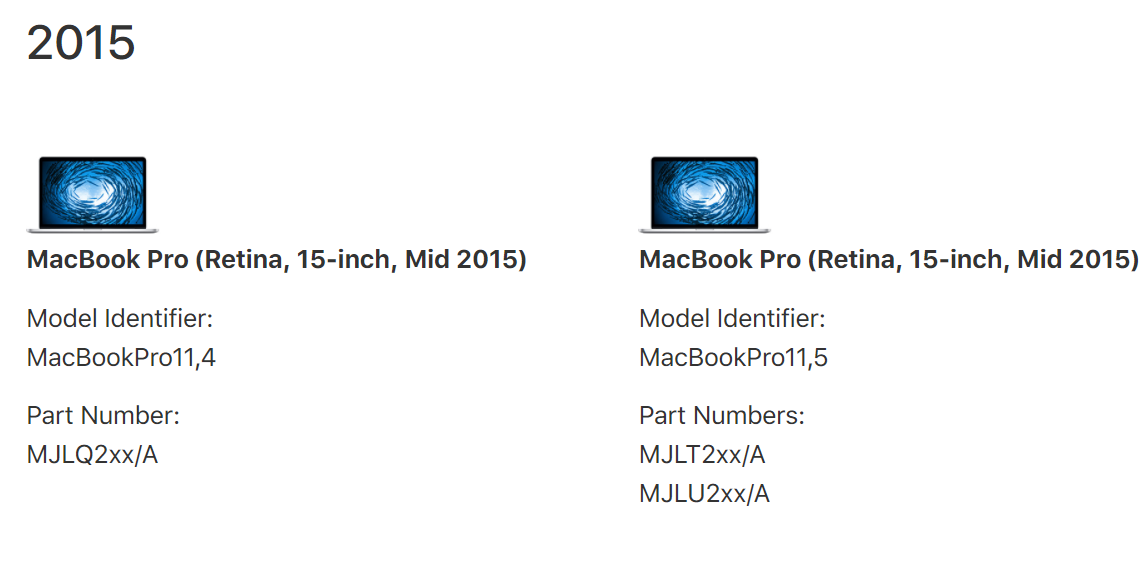 2015
MacBook Pro (Retina, 15-inch, Mid 2015)
Model Identifier:
MacBookPro11,4
Part Number:
MJLQ2xx/A
MacBook Pro (Retina, 15-inch, Mid 2015)
Model Identifier:
MacBookPro11,5
Part Numbers:
MJLT2xx/A
MJLU2xx/A